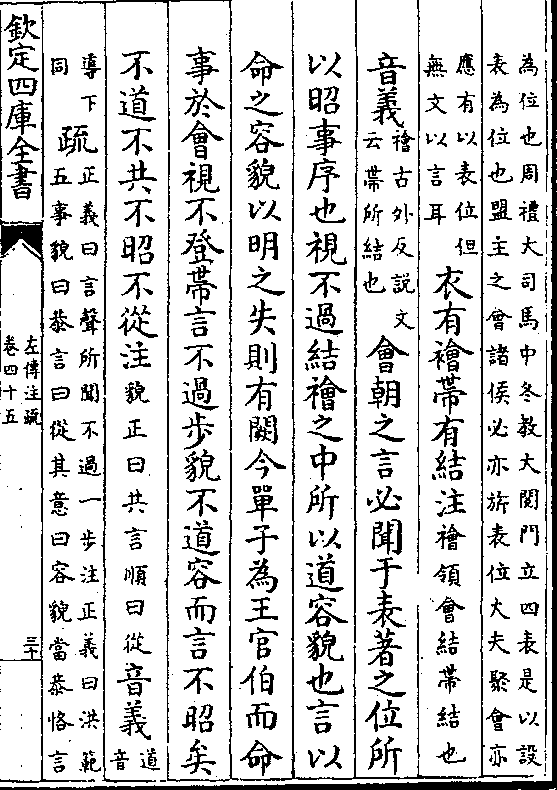 為位也周禮大司馬中冬教大閱門立四表是以設
表為位也盟主之會諸侯必亦旂表位大夫聚會亦
應有以表位但
無文以言耳
衣有襘帶有結注襘領會結帶結也
音義
襘古外反説文
云帶所結也
會朝之言必聞于表著之位所
以昭事序也視不過結襘之中所以道容貌也言以
命之容貌以明之失則有闕今單子為王官伯而命
事於會視不登帶言不過步貌不道容而言不昭矣
不道不共不昭不從注
貌正曰共言順曰從
音義
道音
導下
同
疏
正義曰言聲所聞不過一步注正義曰洪範
五事貌曰恭言曰從其意曰容貌當恭恪言
欽定四庫全書
左傳注疏
卷四十五
三十